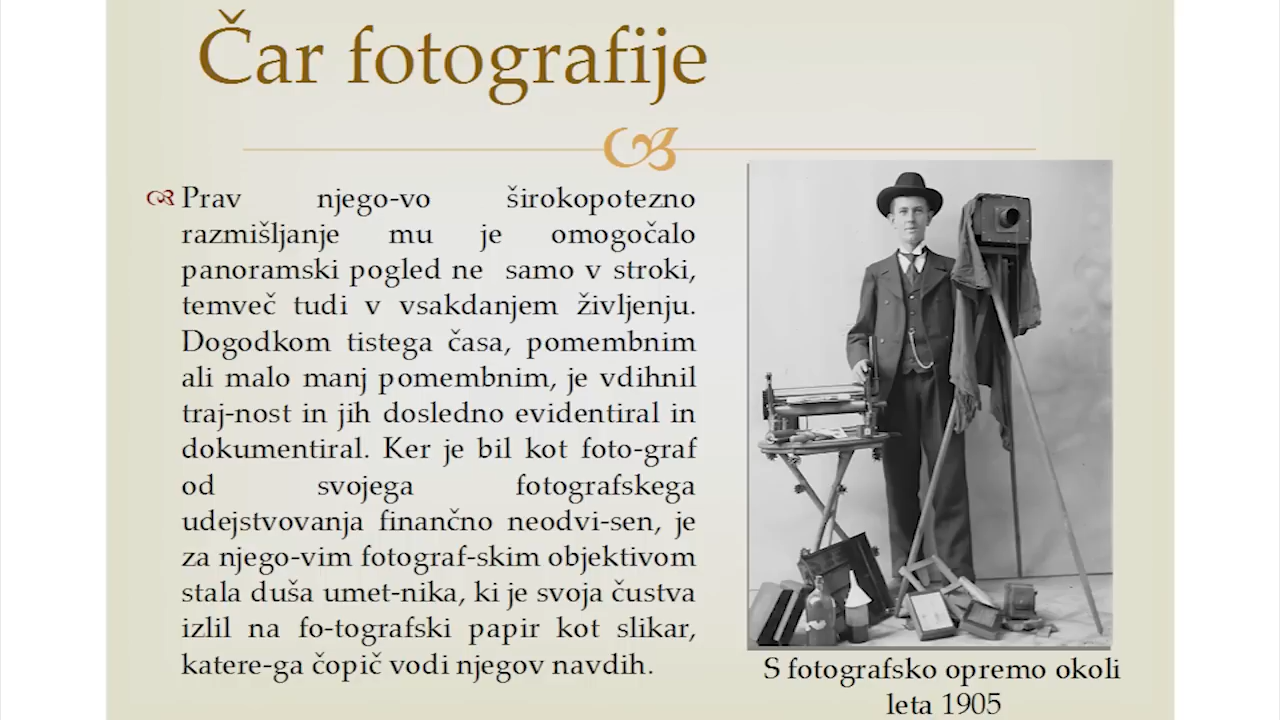 Čar fotografije
Prav njego-vo širokopotezno
razmišljanje mu je omogočalo
panoramski pogled ne samo v stroki,
temveč tudi v vsakdanjem življenju.
Dogodkom tistega časa, pomembnim
ali malo manj pomembnim, je vdihnil
traj-nost in jih dosledno evidentiral in
dokumentiral. Ker je bil kot foto-graf
od svojega fotografskega
udejstvovanja finančno neodvi-sen, je
za njego-vim fotograf-skim objektivom
stala duša umet-nika, ki je svoja čustva
izlil na fo-tografski papir kot slikar,
katere-ga čopič vodi njegov navdih.
S fotografsko opremo okoli
leta 1905